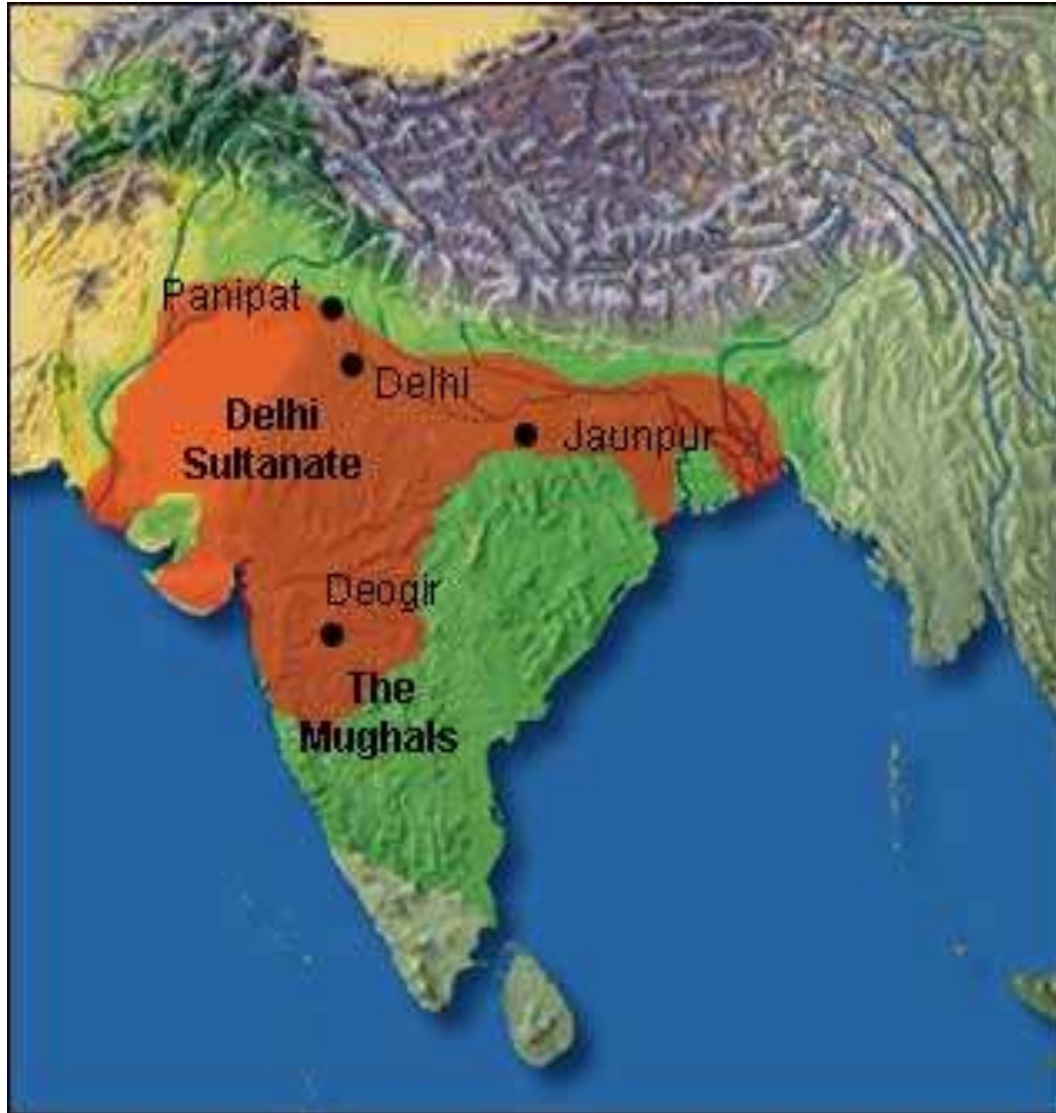 Panipat
Delhi
Delhi
Sultanate
Jaunpur
Deogir
The
Mughals